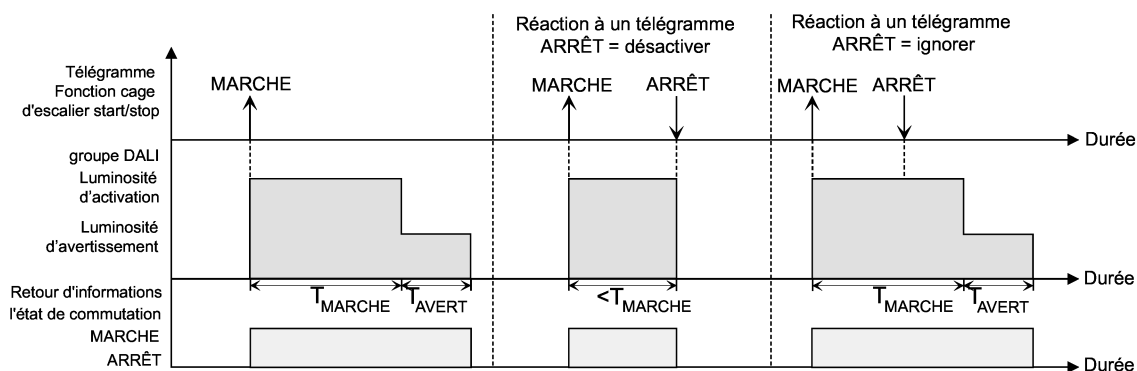 Réaction à un télégramme
ARRÊT = désactiver
Réaction à un télégramme
ARRÊT = ignorer
Télégramme
Fonction cage
d'escalier start/stop
MARCHE
MARCHE
ARRÊT
MARCHE
ARRÊT
Durée
groupe DALI
Luminosité
d'activation
Luminosité
d'avertissement
Durée
TMARCHE
TAVERT
<TMARCHE
TMARCHE
TAVERT
Retour d'informations
l'état de commutation
MARCHE
ARRÊT
Durée